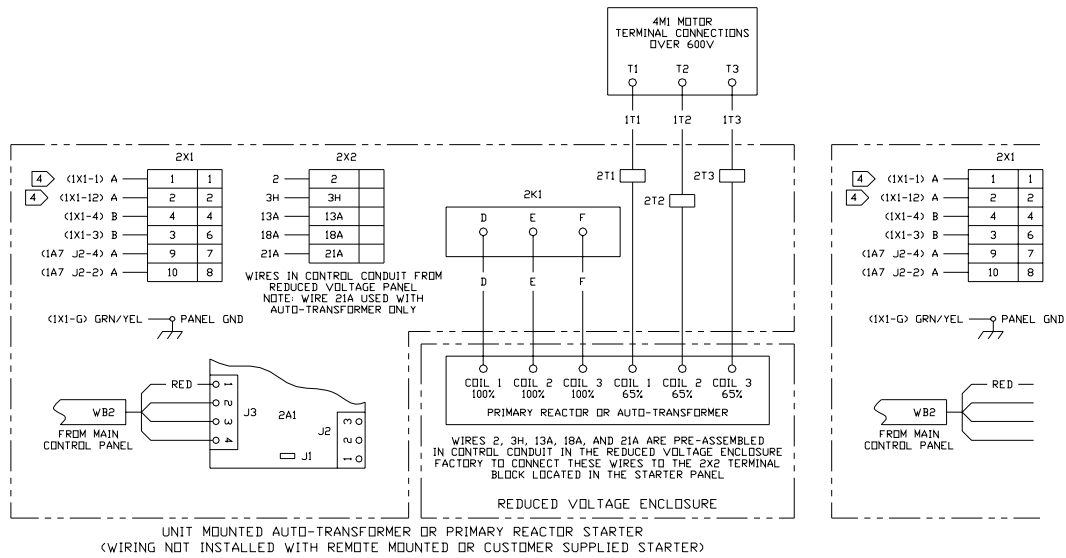 4M1 MOTOR
TERMINAL CONNECTIONS
OVER 600V
T1 T2 T3
1T1 1T2 1T3
2X1 2X2 2X1
4 (1X1-1) A 1 1 2 2 2T1 2T3 4 (1X1-1) A 1 1
4 (1X1-12) A 2 2 3H 3H 2K1 2T2 4 (1X1-12) A 2 2
(1X1-4) B 4 4 13A 13A D E F (1X1-4) B 4 4
(1X1-3) B 3 6 18A 18A (1X1-3) B 3 6
(1A7 J2-4) A 9 7 21A 21A (1A7 J2-4) A 9 7
(1A7 J2-2) A 10 8 (1A7 J2-2) A 10 8
WIRES IN CONTROL CONDUIT FROM
REDUCED VOLTAGE PANEL
NOTE: WIRE 21A USED WITH
AUTO-TRANSFORMER ONLY
D E F
(1X1-G) GRN/YEL PANEL GND (1X1-G) GRN/YEL PANEL GND
COIL 1 COIL 2 COIL 3 COIL 1 COIL 2 COIL 3
100% 100% 100% 65% 65% 65%
PRIMARY REACTOR OR AUTO-TRANSFORMER
RED 1 RED
2
WB2 3 J3 2A1 3 WB2
4 J2 2
J1 1
FROM MAIN
CONTROL PANEL
FROM MAIN
CONTROL PANEL
WIRES 2, 3H, 13A, 18A, AND 21A ARE PRE-ASSEMBLED
IN CONTROL CONDUIT IN THE REDUCED VOLTAGE ENCLOSURE
FACTORY TO CONNECT THESE WIRES TO THE 2X2 TERMINAL
BLOCK LOCATED IN THE STARTER PANEL
REDUCED VOLTAGE ENCLOSURE
UNIT MOUNTED AUTO-TRANSFORMER OR PRIMARY REACTOR STARTER
(WIRING NOT INSTALLED WITH REMOTE MOUNTED OR CUSTOMER SUPPLIED STARTER)